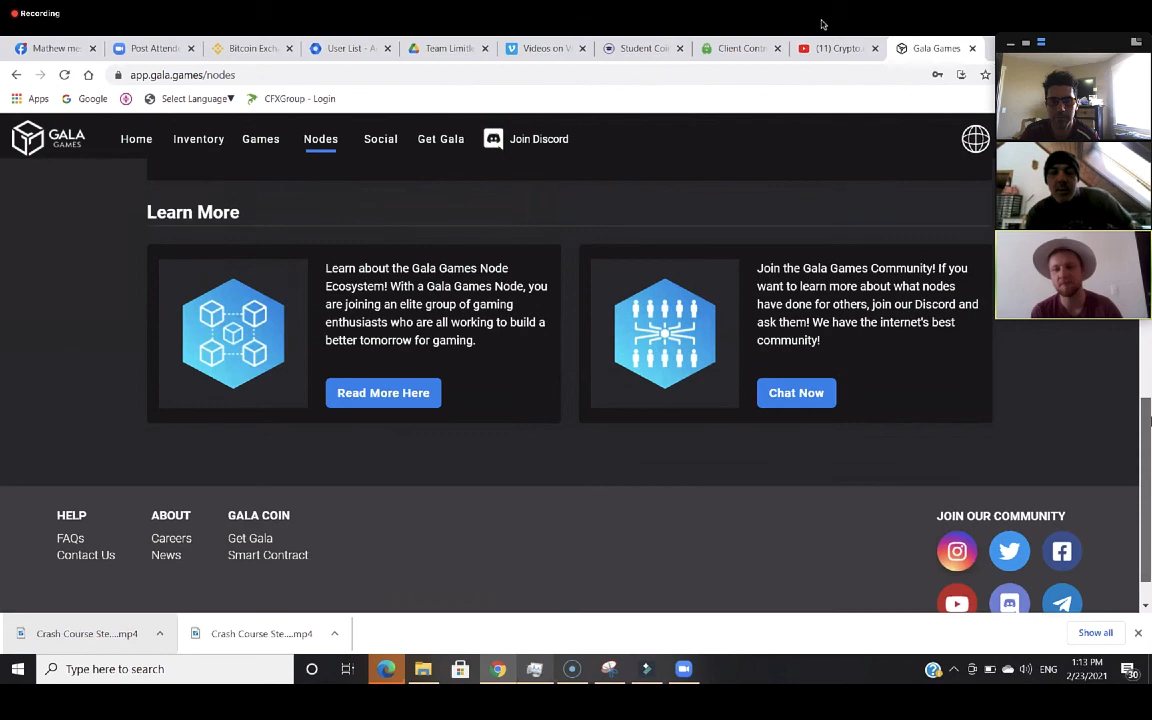 Recording
Mathew me
Post Attend
Bitcoin Exch
User List - A
Team Limitle
Videos on V
Student Coi
Client Contr
(11) Crypto.
Gala Games
app.gala.games/nodes
Apps
Google
Select Language▼
CFXGroup - Login
GALA
GAMES
Home
Inventory
Games
Nodes
Social
Get Gala
Join Discord
Learn More
Learn about the Gala Games Node
Ecosystem! With a Gala Games Node, you
are joining an elite group of gaming
enthusiasts who are all working to build a
better tomorrow for gaming.
Read More Here
Join the Gala Games Community! If you
want to learn more about what nodes
have done for others, join our Discord and
ask them! We have the internet's best
community!
Chat Now
HELP
FAQs
Contact Us
ABOUT
Careers
News
GALA COIN
Get Gala
Smart Contract
JOIN OUR COMMUNITY
Crash Course Ste....mp4
Crash Course Ste....mp4
Show all
Type here to search
ENG
1:13 PM
2/23/2021
30